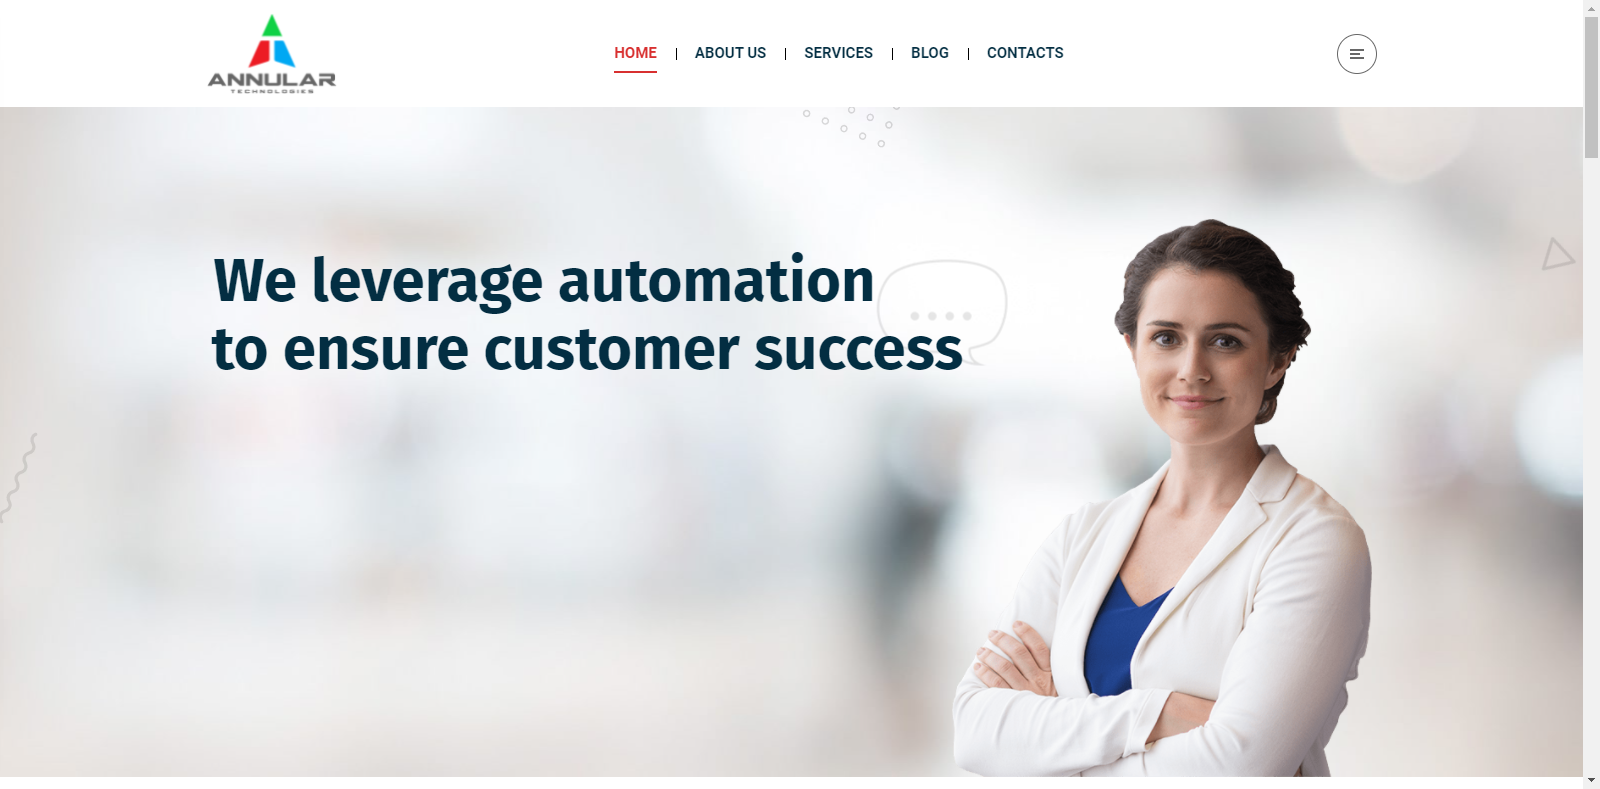 ANNULAR
TECHNOLOGIES
HOME
ABOUT US
SERVICES
BLOG
CONTACTS
We leverage automation
to ensure customer success